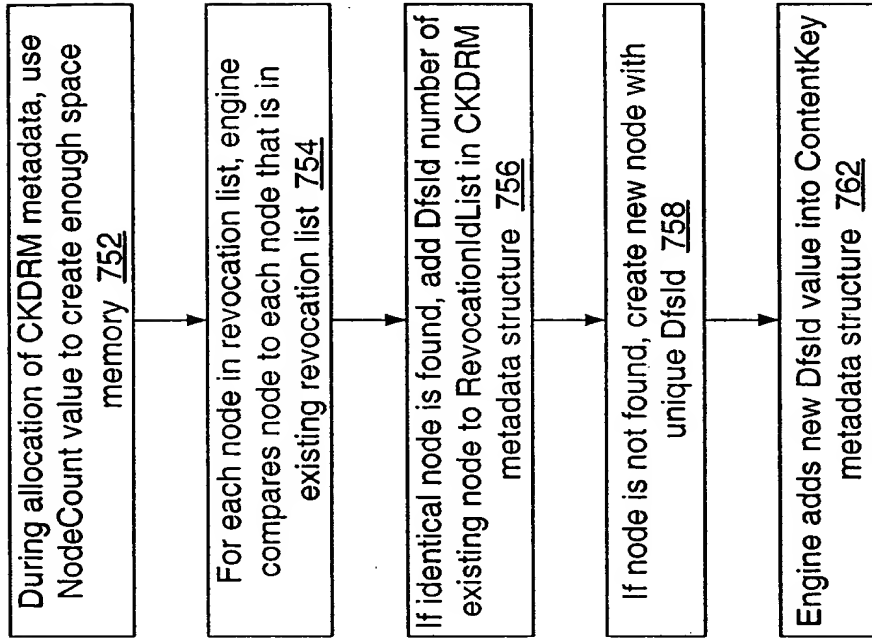 During allocation of CKDRM metadata, use
NodeCount value to create enough space
memory 752
For each node in revocation list, engine
compares node to each node that is in
existing revocation list 754
If identical node is found, add DfsId number of
existing node to RevocationIdList in CKDRM
metadata structure 756
If node is not found, create new node with
unique DfsId 758
Engine adds new DfsId value into ContentKey
metadata structure 762